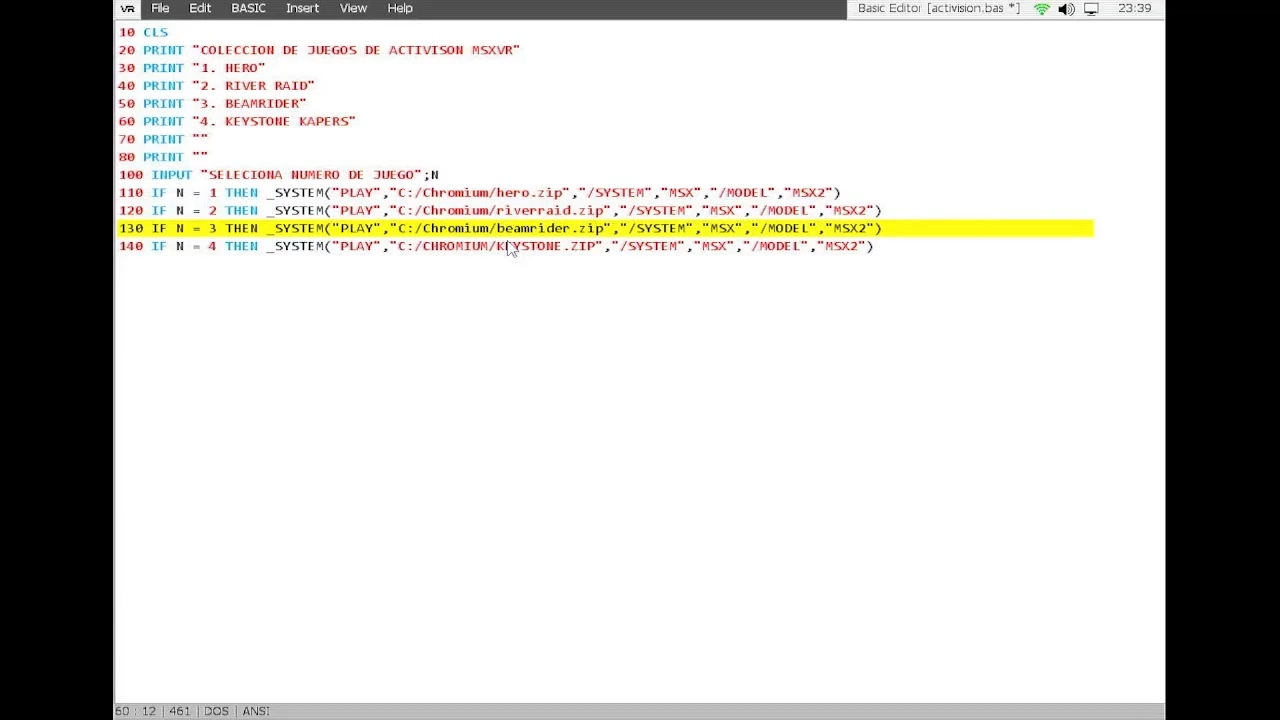 VR File Edit BASIC Insert View Help Basic Editor [activision.bas *] 23:39
10 CLS
20 PRINT "COLECCION DE JUEGOS DE ACTIVISON MSXVR"
30 PRINT "1. HERO"
40 PRINT "2. RIVER RAID"
50 PRINT "3. BEAMRIDER"
60 PRINT "4. KEYSTONE KAPERS"
70 PRINT ""
80 PRINT ""
100 INPUT "SELECIONA NUMERO DE JUEGO";N
110 IF N = 1 THEN _SYSTEM("PLAY","C:/Chromium/hero.zip","/SYSTEM","MSX","/MODEL","MSX2")
120 IF N = 2 THEN _SYSTEM("PLAY","C:/Chromium/riverraid.zip","/SYSTEM","MSX","/MODEL","MSX2")
130 IF N = 3 THEN _SYSTEM("PLAY","C:/Chromium/beamrider.zip","/SYSTEM","MSX","/MODEL","MSX2")
140 IF N = 4 THEN _SYSTEM("PLAY","C:/CHROMIUM/KEYSTONE.ZIP","/SYSTEM","MSX","/MODEL","MSX2")
60 : 12 | 461 | DOS | ANSI